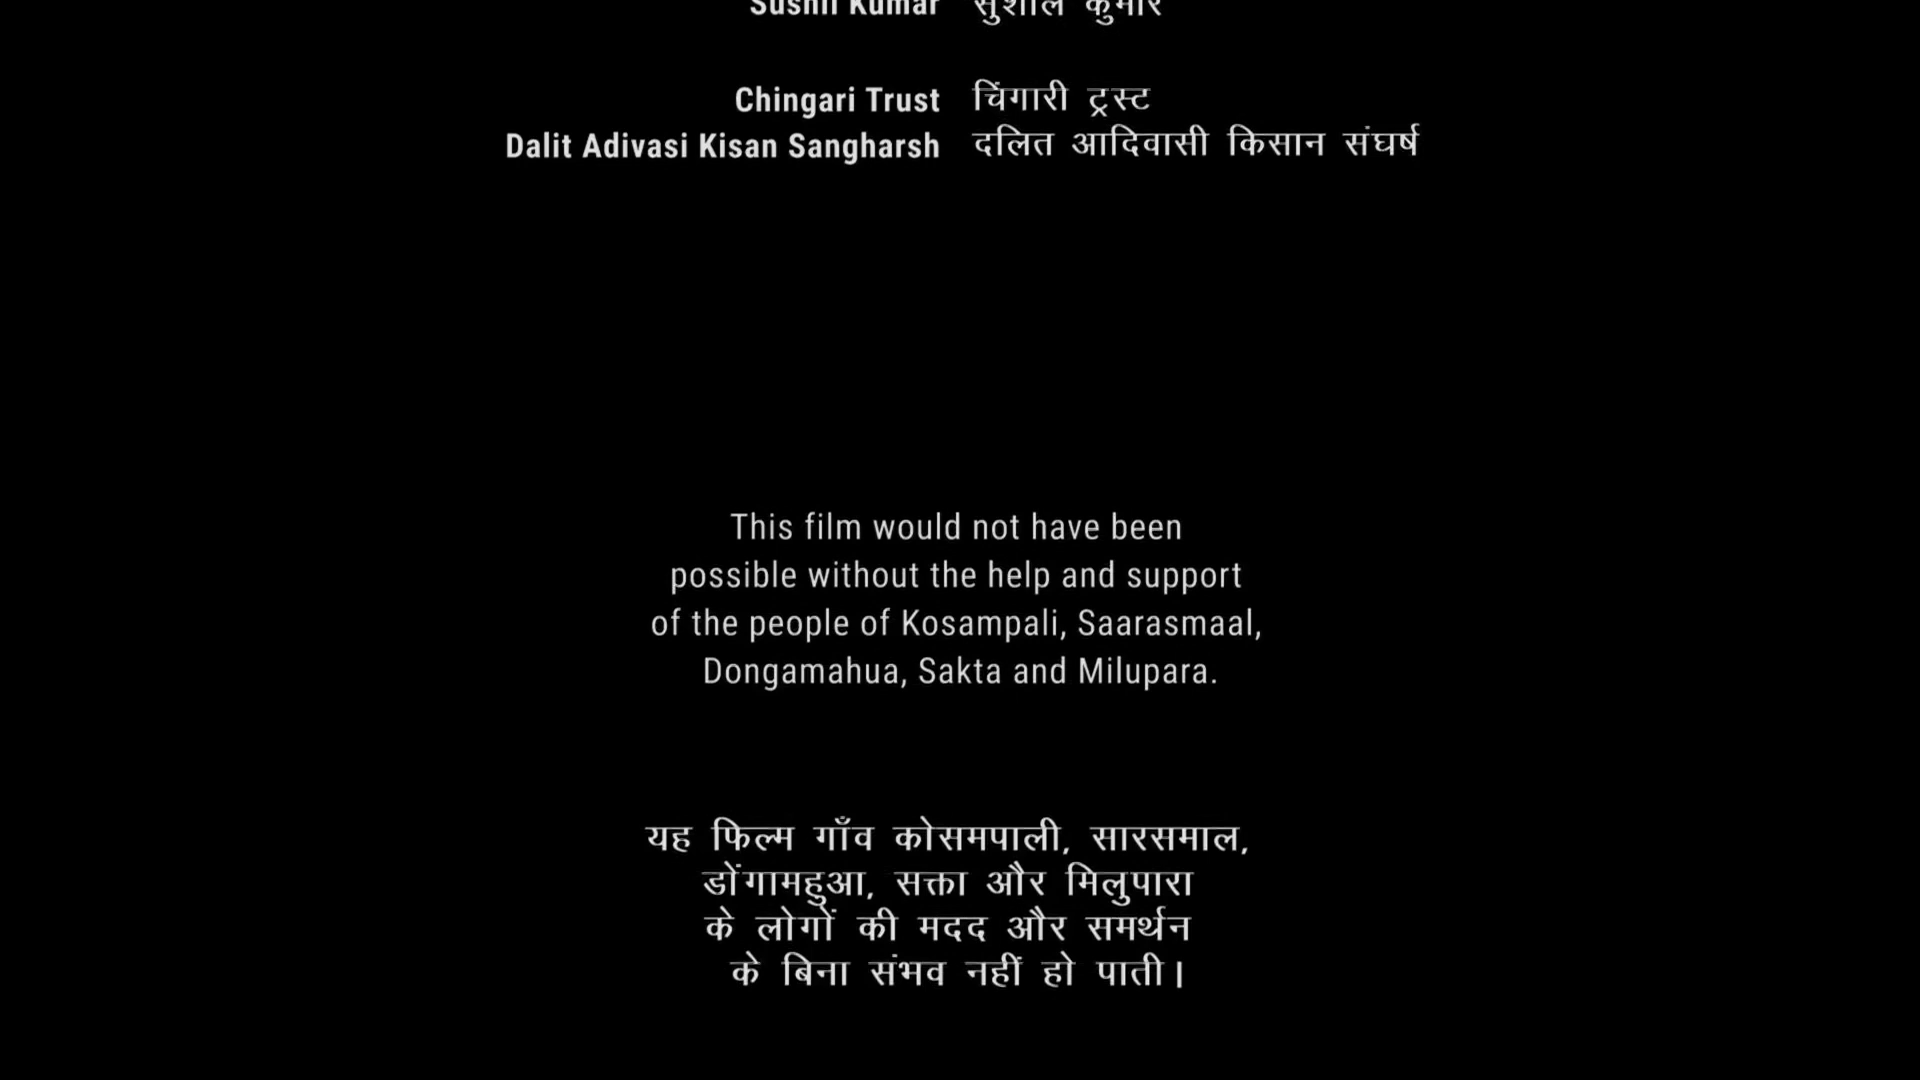 Sushil Kumar सुशील कुमार
Chingari Trust चिंगारी ट्रस्ट
Dalit Adivasi Kisan Sangharsh दलित आदिवासी किसान संघर्ष
This film would not have been
possible without the help and support
of the people of Kosampali, Saarasmaal,
Dongamahua, Sakta and Milupara.
यह फिल्म गाँव कोसमपाली, सारसमाल,
डोंगामहुआ, सक्ता और मिलुपारा
के लोगों की मदद और समर्थन
के बिना संभव नहीं हो पाती।